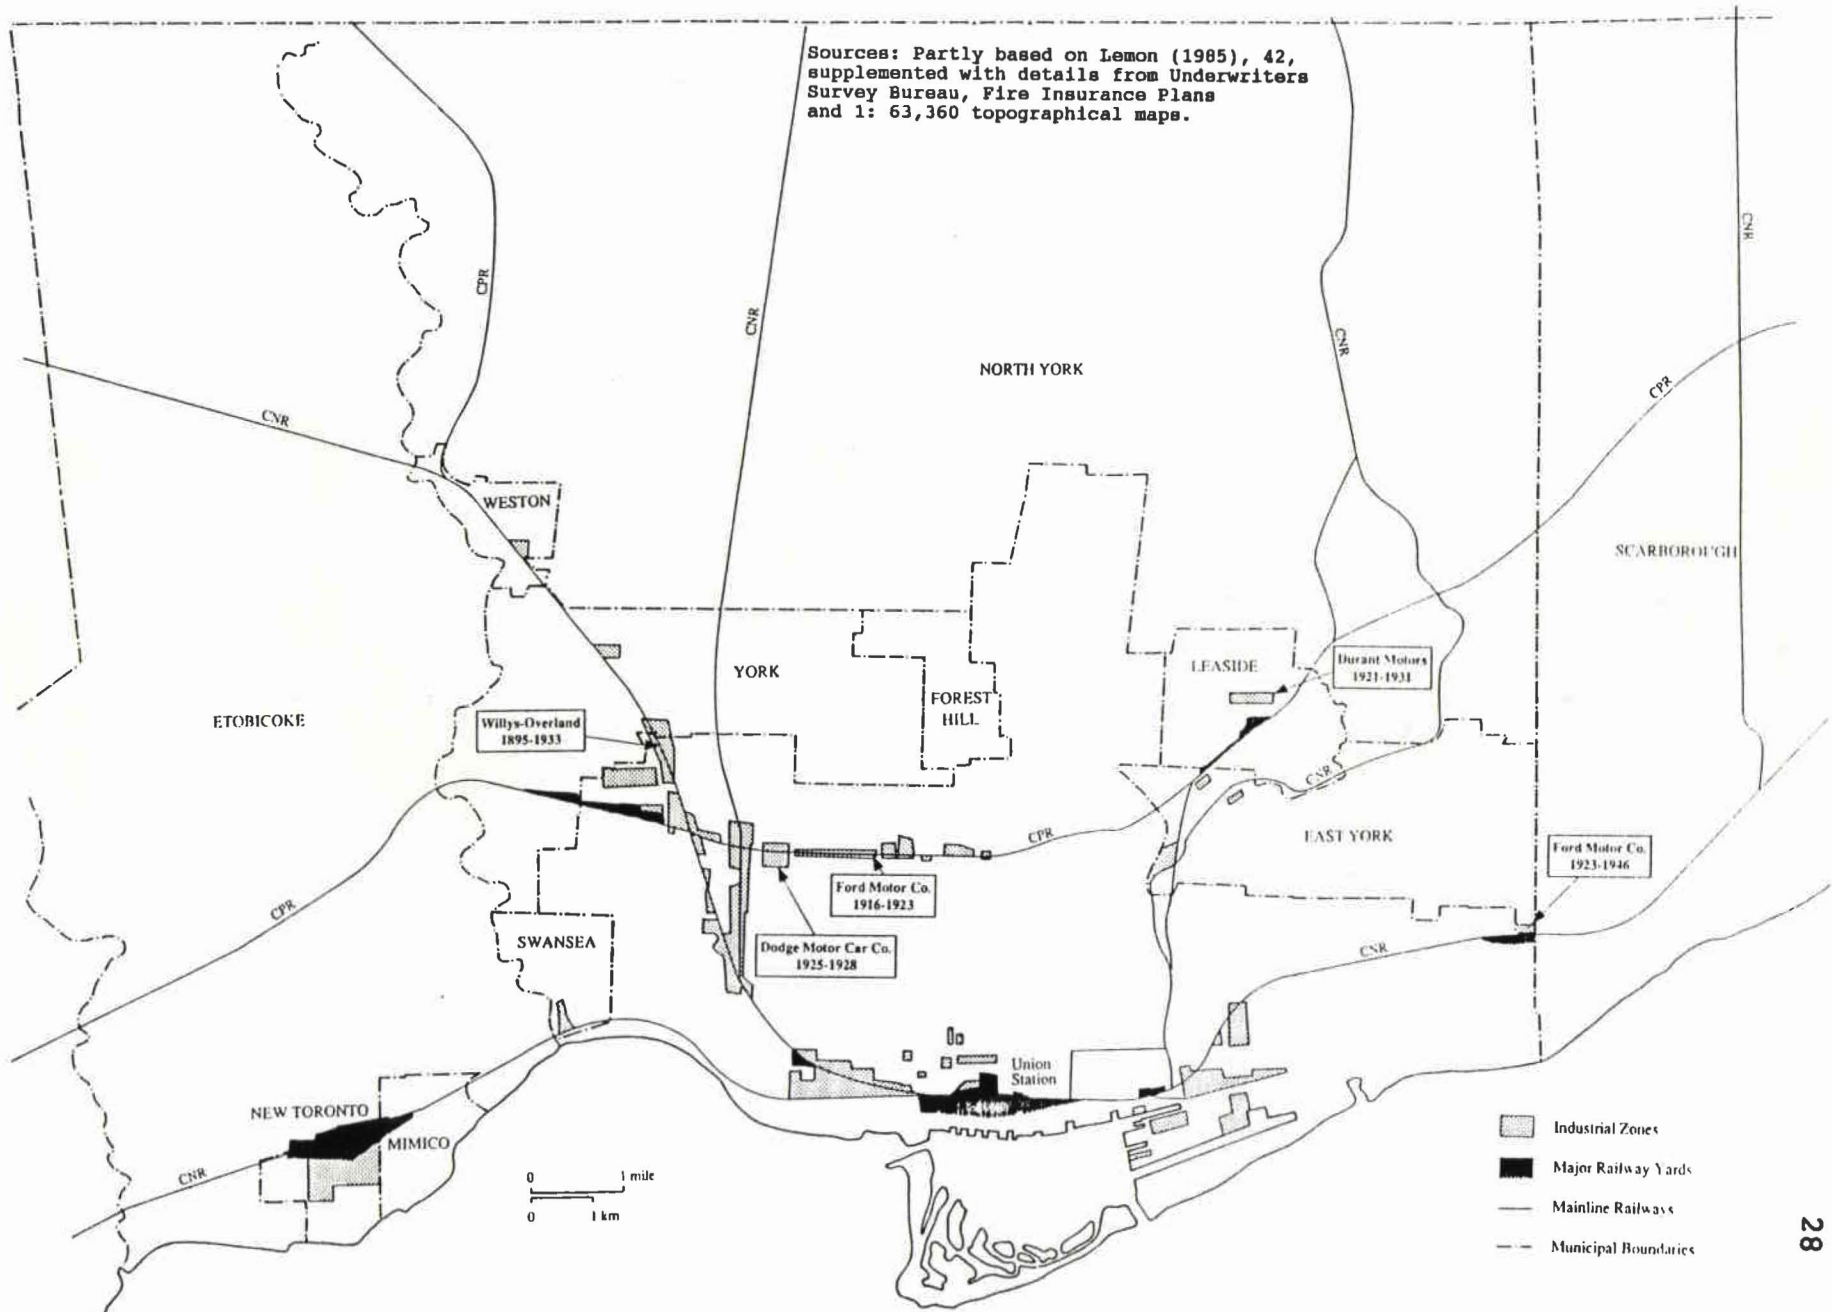 Sources: Partly based on Lemon (1985), 42,
supplemented with details from Underwriters
Survey Bureau, Fire Insurance Plans
and 1: 63,360 topographical maps.
CNR
CPR
CNR
CNR
NORTH YORK
CPR
CNR
WESTON
SCARBOROUGH
LEASIDE
Durant Motors
1921-1931
YORK
FOREST
HILL
ETOBICOKE
Willys-Overland
1895-1933
CNR
CPR
EAST YORK
Ford Motor Co.
1923-1946
Ford Motor Co.
1916-1923
CPR
SWANSEA
Dodge Motor Car Co.
1925-1928
CNR
Union
Station
NEW TORONTO
MIMICO
CNR
0 1 mile
0 1 km
Industrial Zones
Major Railway Yards
Mainline Railways
Municipal Boundaries
28